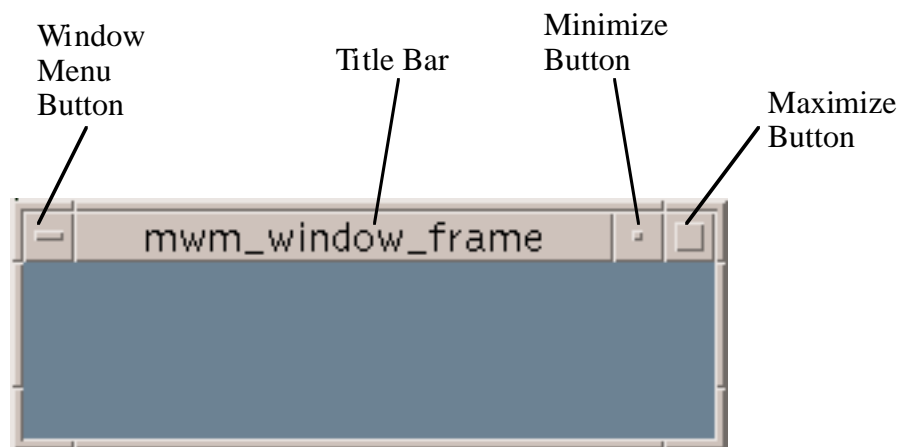 Window
Menu
Button
Title Bar
Minimize
Button
Maximize
Button
mwm_window_frame